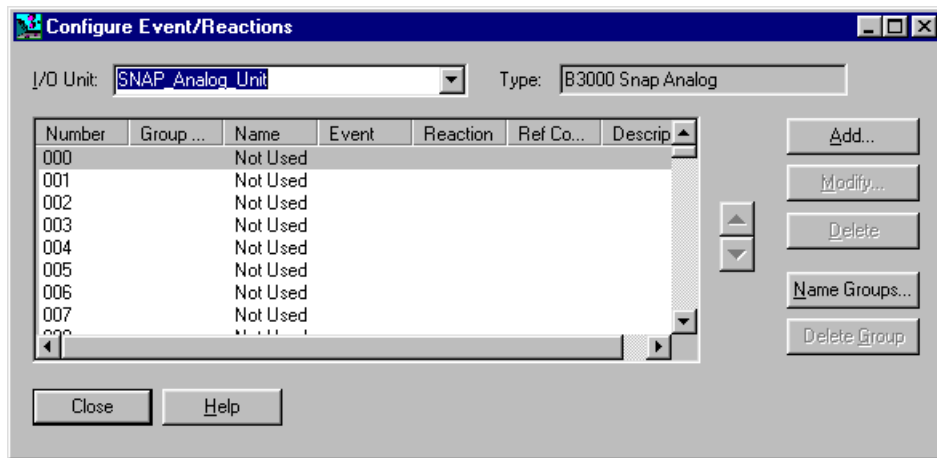 Configure Event/Reactions
I/O Unit: SNAP_Analog_Unit Type: B3000 Snap Analog
Number Group ... Name Event Reaction Ref Co... Descrip
000 Not Used
001 Not Used
002 Not Used
003 Not Used
004 Not Used
005 Not Used
006 Not Used
007 Not Used
Add...
Modify...
Delete
Name Groups...
Delete Group
Close Help